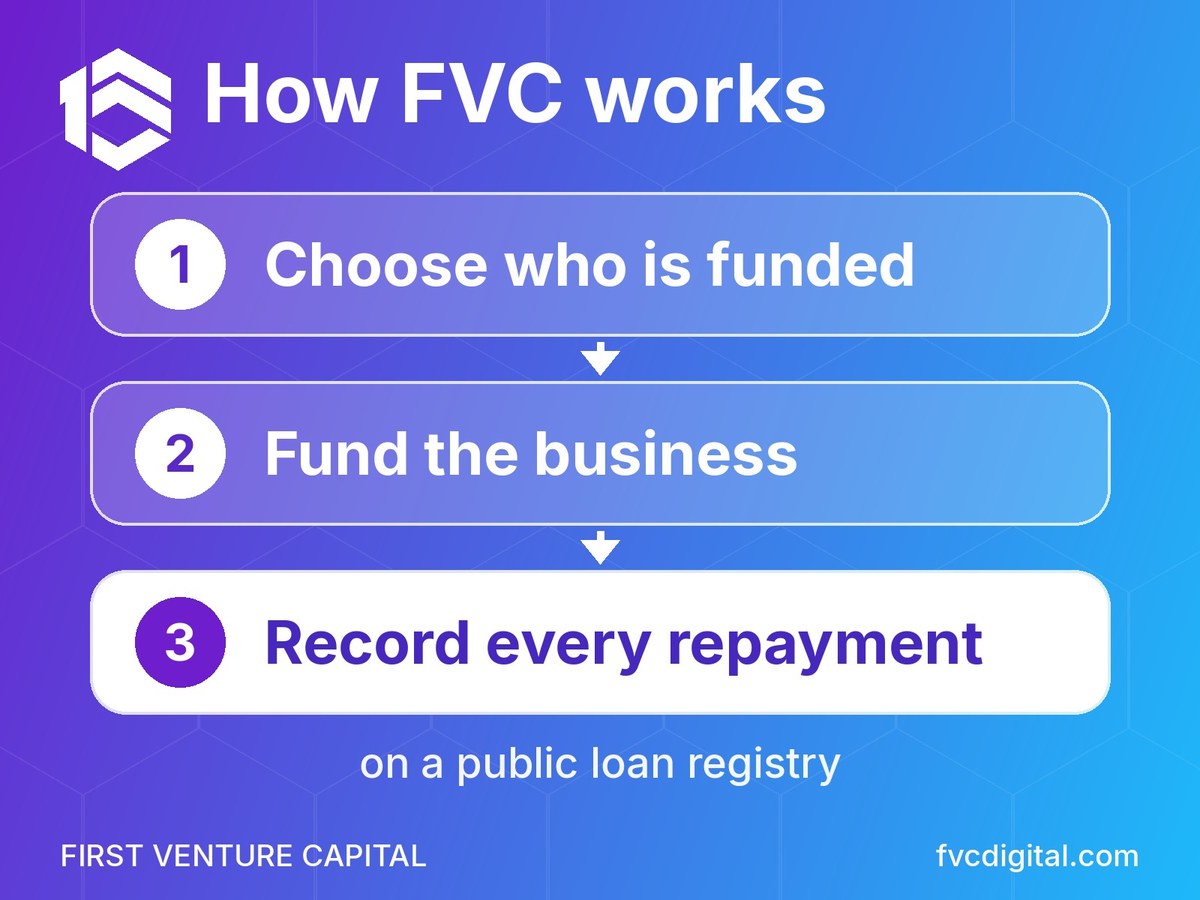 How FVC works
1 Choose who is funded
2 Fund the business
3 Record every repayment
on a public loan registry
FIRST VENTURE CAPITAL
fvcdigital.com